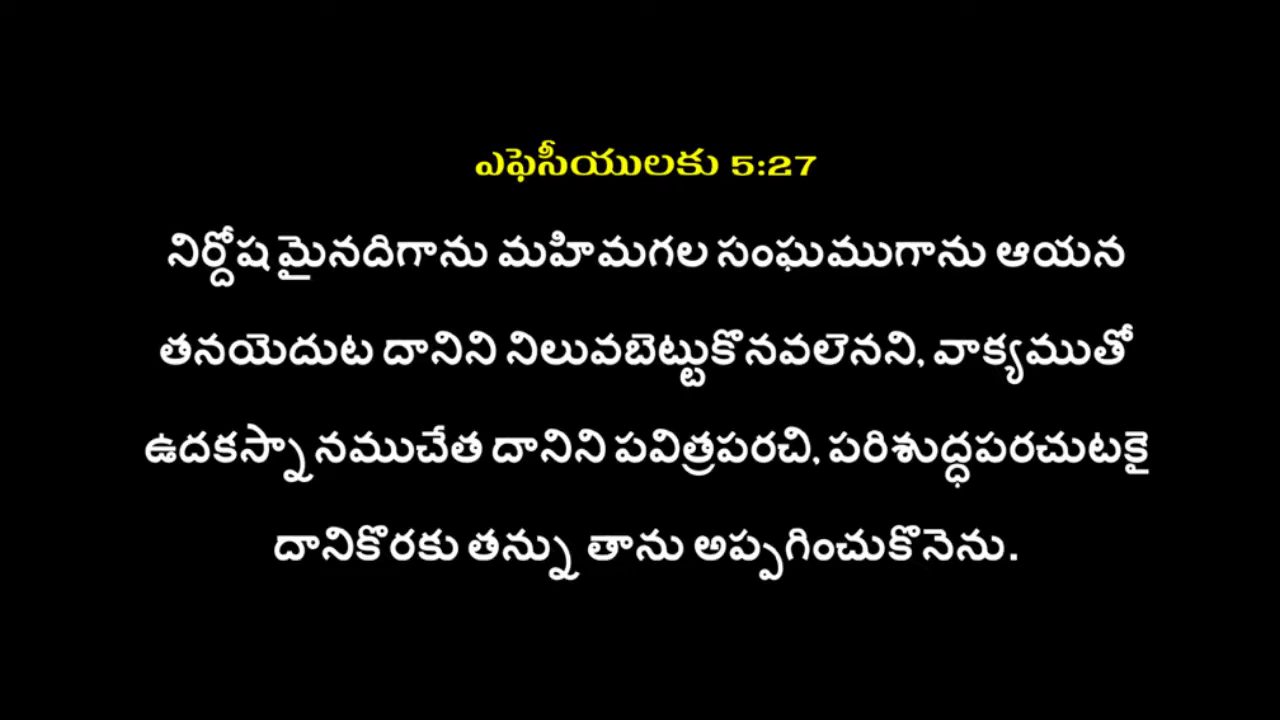 ఎఫెసీయులకు 5:27
నిర్దోష మైనదిగాను మహిమగల సంఘముగాను ఆయన
తనయెదుట దానిని నిలువబెట్టుకొనవలెనని, వాక్యముతో
ఉదకస్నా నముచేత దానిని పవిత్రపరచి, పరిశుద్ధపరచుటకై
దానికొరకు తన్ను తాను అప్పగించుకొనెను.